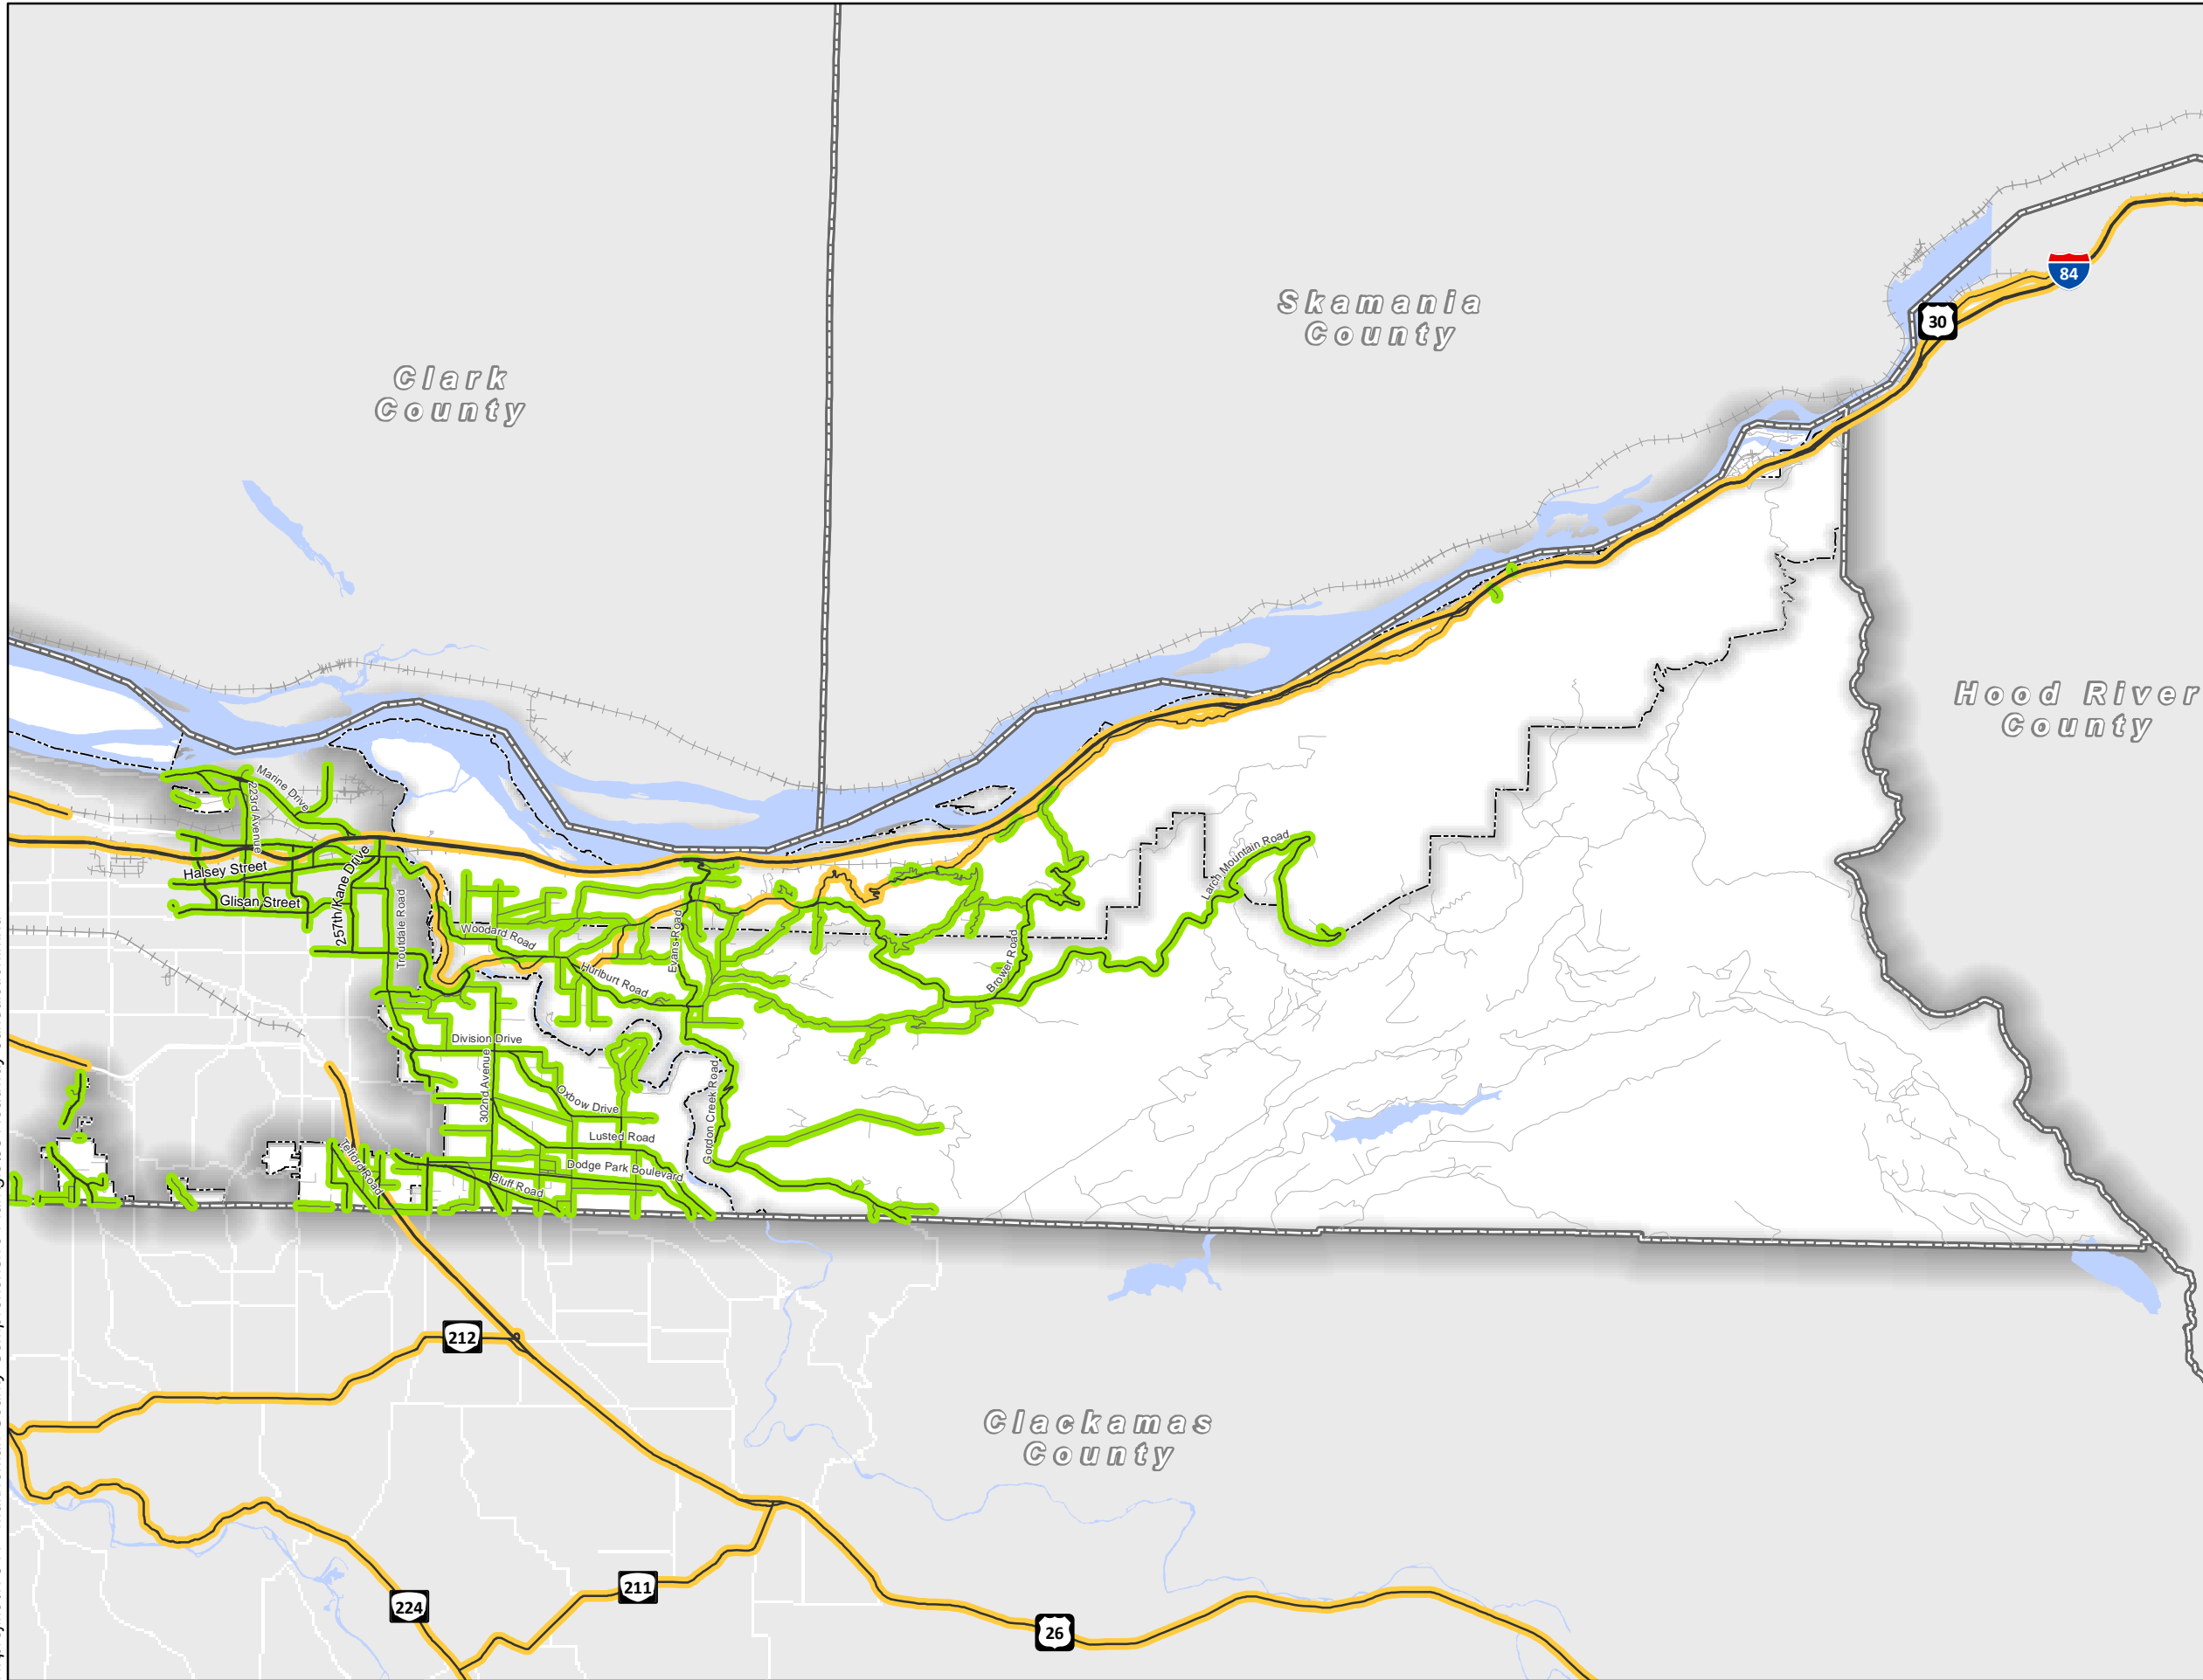 84
30
Skamania
County
Clark
County
Hood River
County
Marine Drive
223rd Avenue
Halsey Street
Glisan Street
257th/Kane Drive
Troutdale Road
Woodard Road
Evans Road
Hurlburt Road
Larch Mountain Road
Brower Road
Division Drive
302nd Avenue
Oxbow Drive
Gordon Creek Road
Lusted Road
Dodge Park Boulevard
Bluff Road
Telford Road
212
Clackamas
County
211
224
26